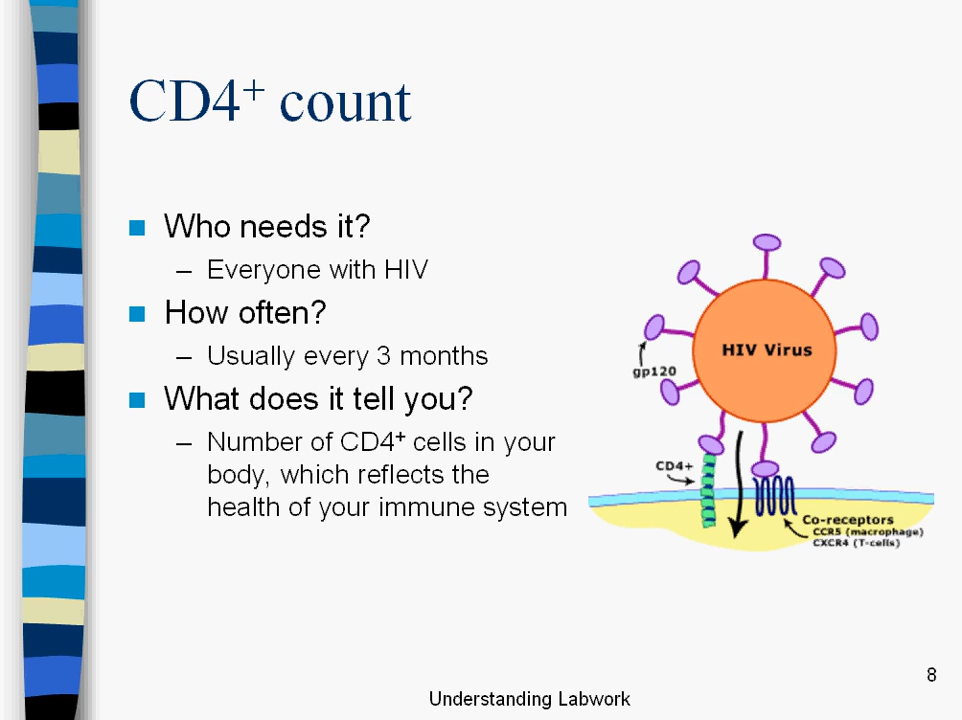 CD4⁺ count
Who needs it?
– Everyone with HIV
How often?
– Usually every 3 months
What does it tell you?
– Number of CD4⁺ cells in your
body, which reflects the
health of your immune system
HIV Virus
gp120
CD4+
Co-receptors
CCR5 (macrophage)
CXCR4 (T-cells)
8
Understanding Labwork